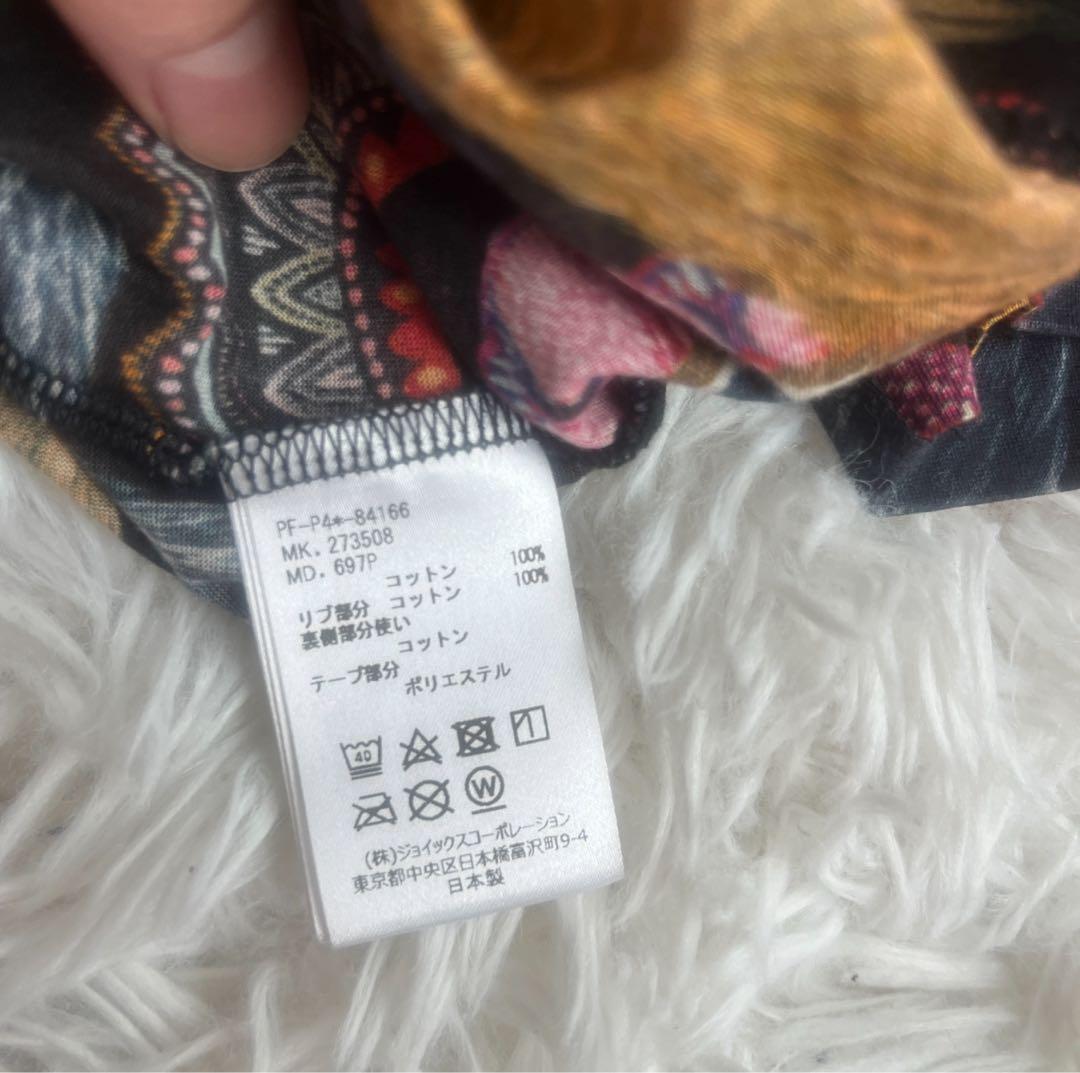 PF-P4*-84166
MK. 273508
MD. 697P
コットン 100%
リブ部分 コットン 100%
裏側部分使い
コットン
テープ部分
ポリエステル
40
W
(株)ジョイックスコーポレーション
東京都中央区日本橋富沢町9-4
日本製